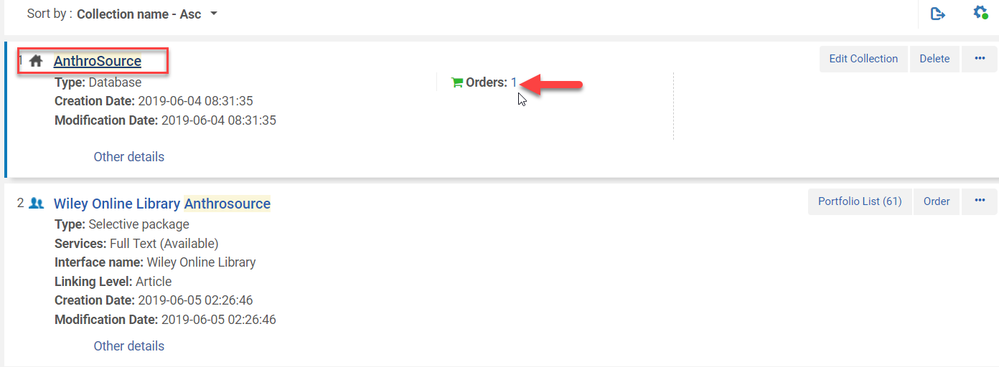 Sort by : Collection name - Asc
1 AnthroSource Edit Collection Delete
Type: Database Orders: 1
Creation Date: 2019-06-04 08:31:35
Modification Date: 2019-06-04 08:31:35
Other details
2 Wiley Online Library Anthrosource Portfolio List (61) Order
Type: Selective package
Services: Full Text (Available)
Interface name: Wiley Online Library
Linking Level: Article
Creation Date: 2019-06-05 02:26:46
Modification Date: 2019-06-05 02:26:46
Other details